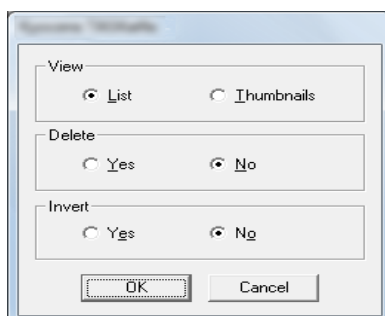 View
List Thumbnails
Delete
Yes No
Invert
Yes No
OK Cancel